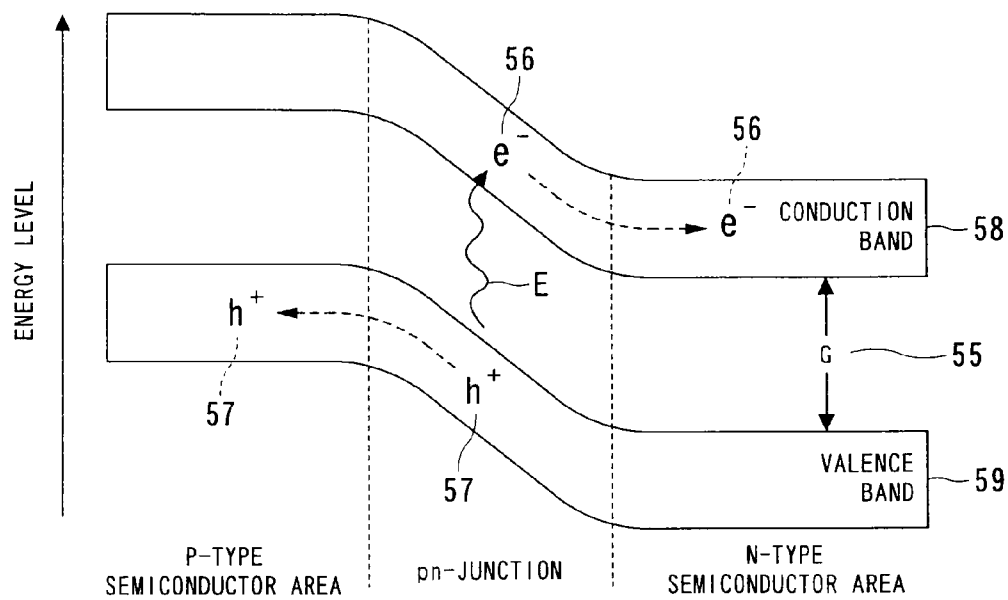 ENERGY LEVEL
56
e⁻
56
e⁻
CONDUCTION
BAND
58
E
h⁺
57
h⁺
57
G
55
VALENCE
BAND
59
P-TYPE
SEMICONDUCTOR AREA
pn-JUNCTION
N-TYPE
SEMICONDUCTOR AREA